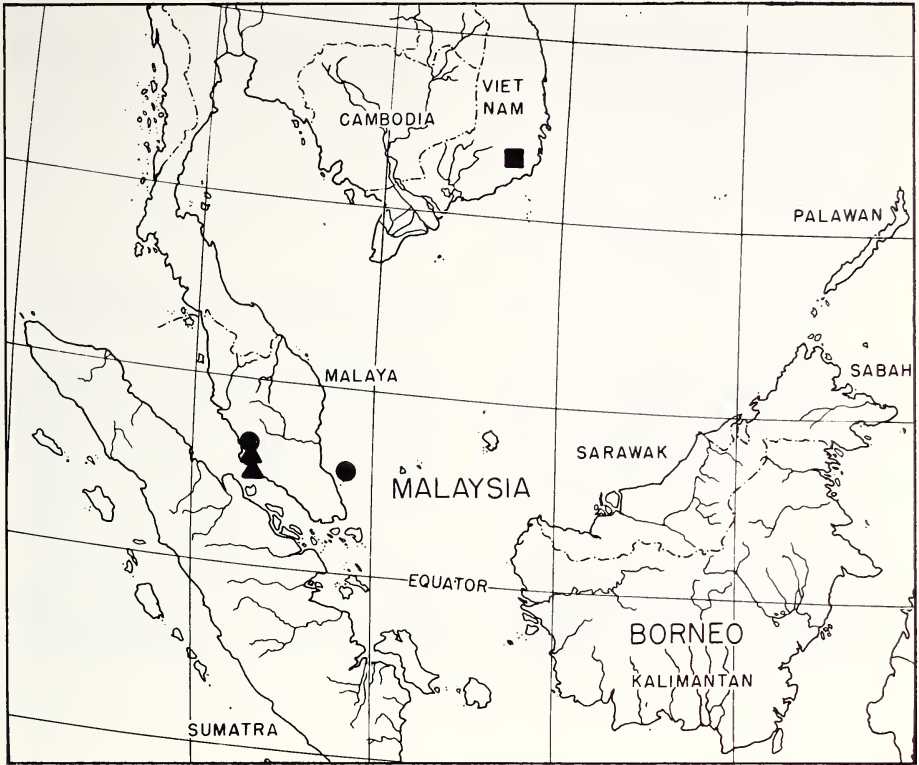 VIET
NAM
CAMBODIA
PALAWAN
MALAYA
SABAH
SARAWAK
MALAYSIA
EQUATOR
BORNEO
KALIMANTAN
SUMATRA